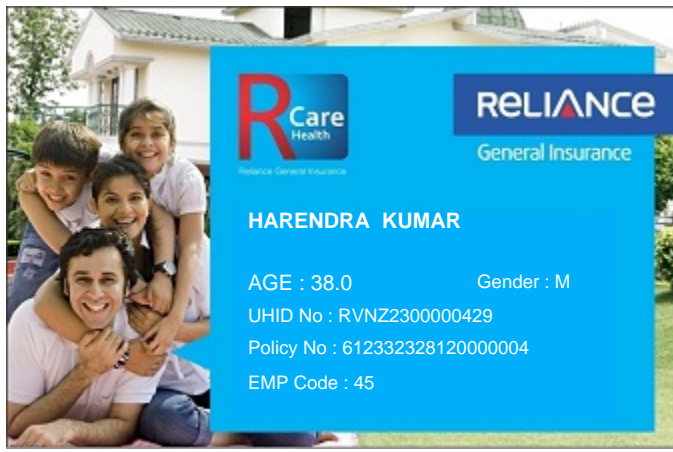 R Care
Health
Reliance General Insurance
RELIANCE
General Insurance
HARENDRA KUMAR
AGE : 38.0 Gender : M
UHID No : RVNZ2300000429
Policy No : 612332328120000004
EMP Code : 45